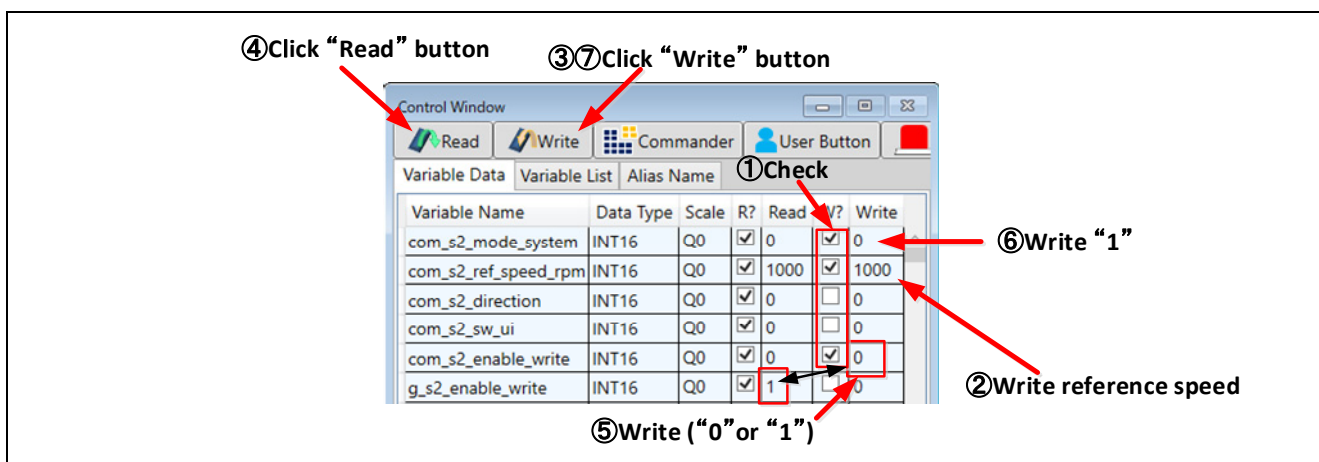 ④Click “Read” button
③⑦Click “Write” button
Control Window
Read Write Commander User Button
Variable Data Variable List Alias Name
①Check
Variable Name Data Type Scale R? Read W? Write
com_s2_mode_system INT16 Q0 0 0
⑥Write “1”
com_s2_ref_speed_rpm INT16 Q0 1000 1000
com_s2_direction INT16 Q0 0 0
com_s2_sw_ui INT16 Q0 0 0
com_s2_enable_write INT16 Q0 0 0
g_s2_enable_write INT16 Q0 1 0
②Write reference speed
⑤Write (“0”or “1”)